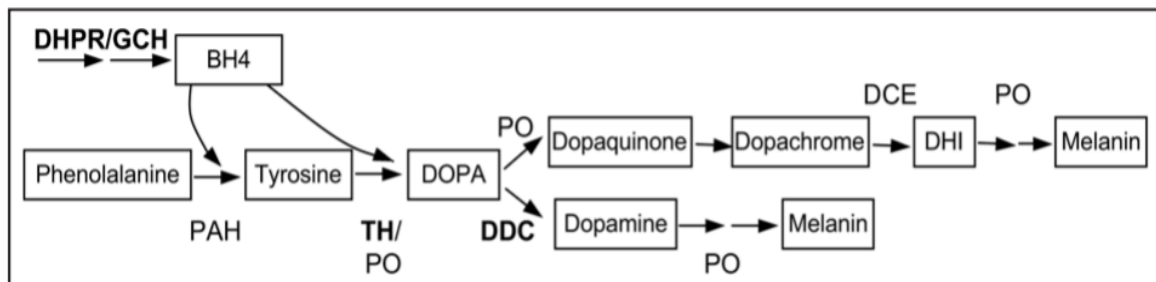 DHPR/GCH
BH4
DCE
PO
PO
Dopaquinone
Dopachrome
DHI
Melanin
Phenolalanine
Tyrosine
DOPA
PAH
TH/
PO
DDC
Dopamine
Melanin
PO